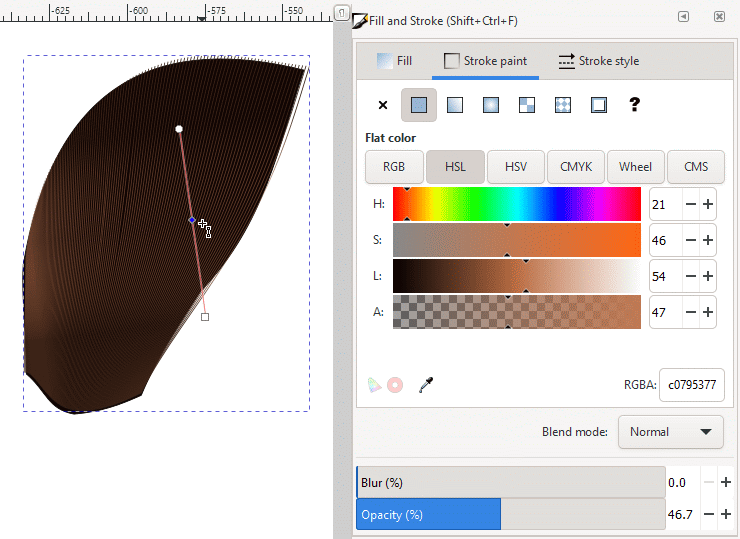 -625 -600 -575 -550
Fill and Stroke (Shift+Ctrl+F)
Fill Stroke paint Stroke style
?
Flat color
RGB HSL HSV CMYK Wheel CMS
H: 21
S: 46
L: 54
A: 47
RGBA: c0795377
Blend mode: Normal
Blur (%) 0.0
Opacity (%) 46.7